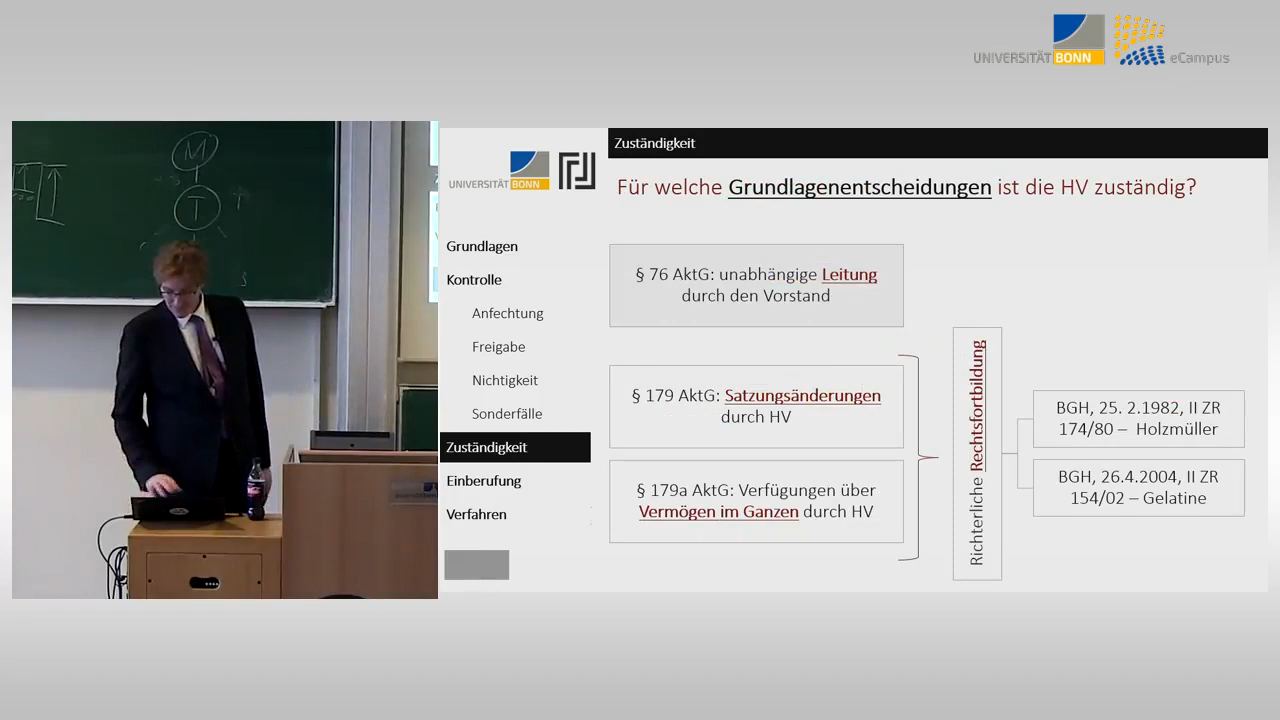 UNIVERSITÄT BONN eCampus
M
T
UNIVERSITÄT BONN
Zuständigkeit
Für welche Grundlagenentscheidungen ist die HV zuständig?
Grundlagen
Kontrolle
Anfechtung
Freigabe
Nichtigkeit
Sonderfälle
Zuständigkeit
Einberufung
Verfahren
§ 76 AktG: unabhängige Leitung
durch den Vorstand
§ 179 AktG: Satzungsänderungen
durch HV
§ 179a AktG: Verfügungen über
Vermögen im Ganzen durch HV
Richterliche Rechtsfortbildung
BGH, 25. 2.1982, II ZR
174/80 – Holzmüller
BGH, 26.4.2004, II ZR
154/02 – Gelatine